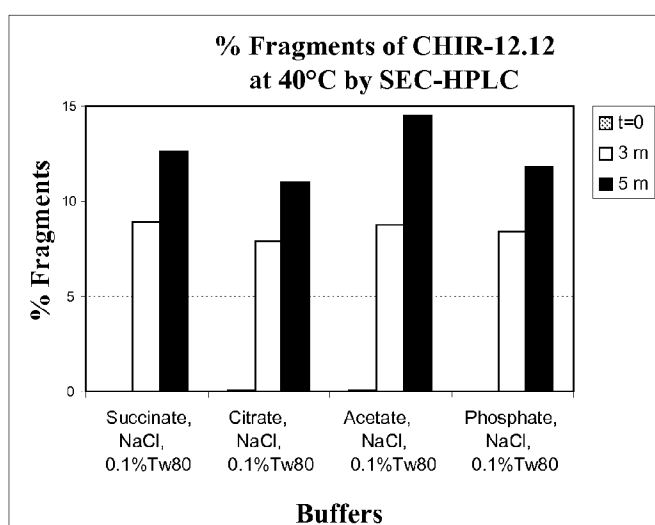 % Fragments of CHIR-12.12
at 40°C by SEC-HPLC
15
10
5
0
% Fragments
t=0
3 m
5 m
Succinate, NaCl, 0.1%Tw80
Citrate, NaCl, 0.1%Tw80
Acetate, NaCl, 0.1%Tw80
Phosphate, NaCl, 0.1%Tw80
Buffers